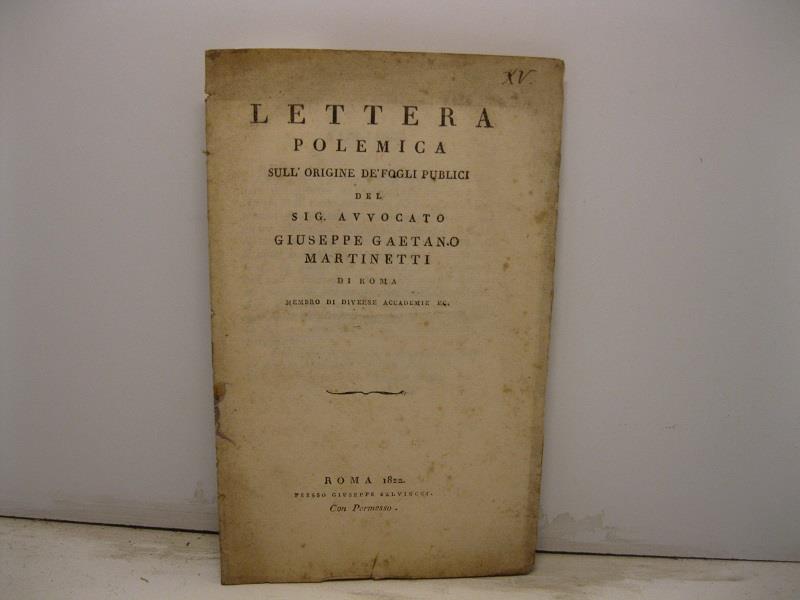 XV.
LETTERA
POLEMICA
SULL' ORIGINE DE' FOGLI PUBLICI
DEL
SIG. AVVOCATO
GIUSEPPE GAETANO
MARTINETTI
DI ROMA
MEMBRO DI DIVERSE ACCADEMIE EC.
ROMA 1822.
PRESSO GIUSEPPE SALVIUCCI.
Con Permesso.